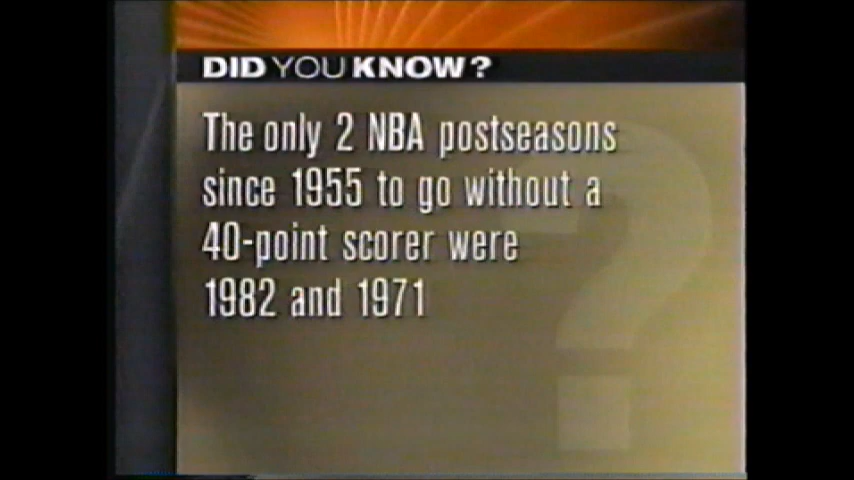 DID YOU KNOW?
The only 2 NBA postseasons
since 1955 to go without a
40-point scorer were
1982 and 1971